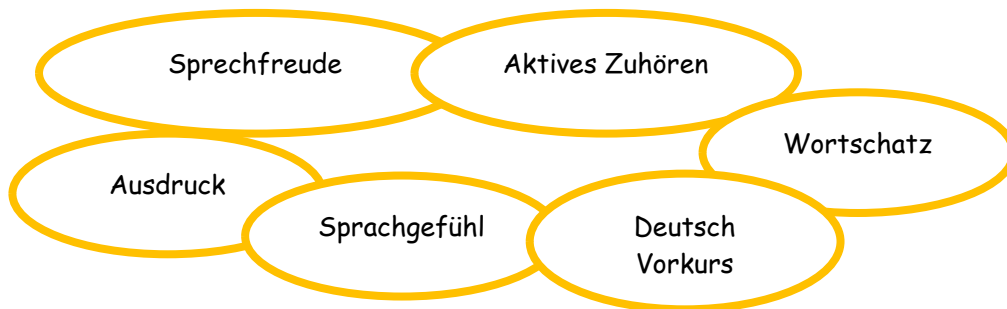 Sprechfreude
Aktives Zuhören
Wortschatz
Ausdruck
Sprachgefühl
Deutsch
Vorkurs